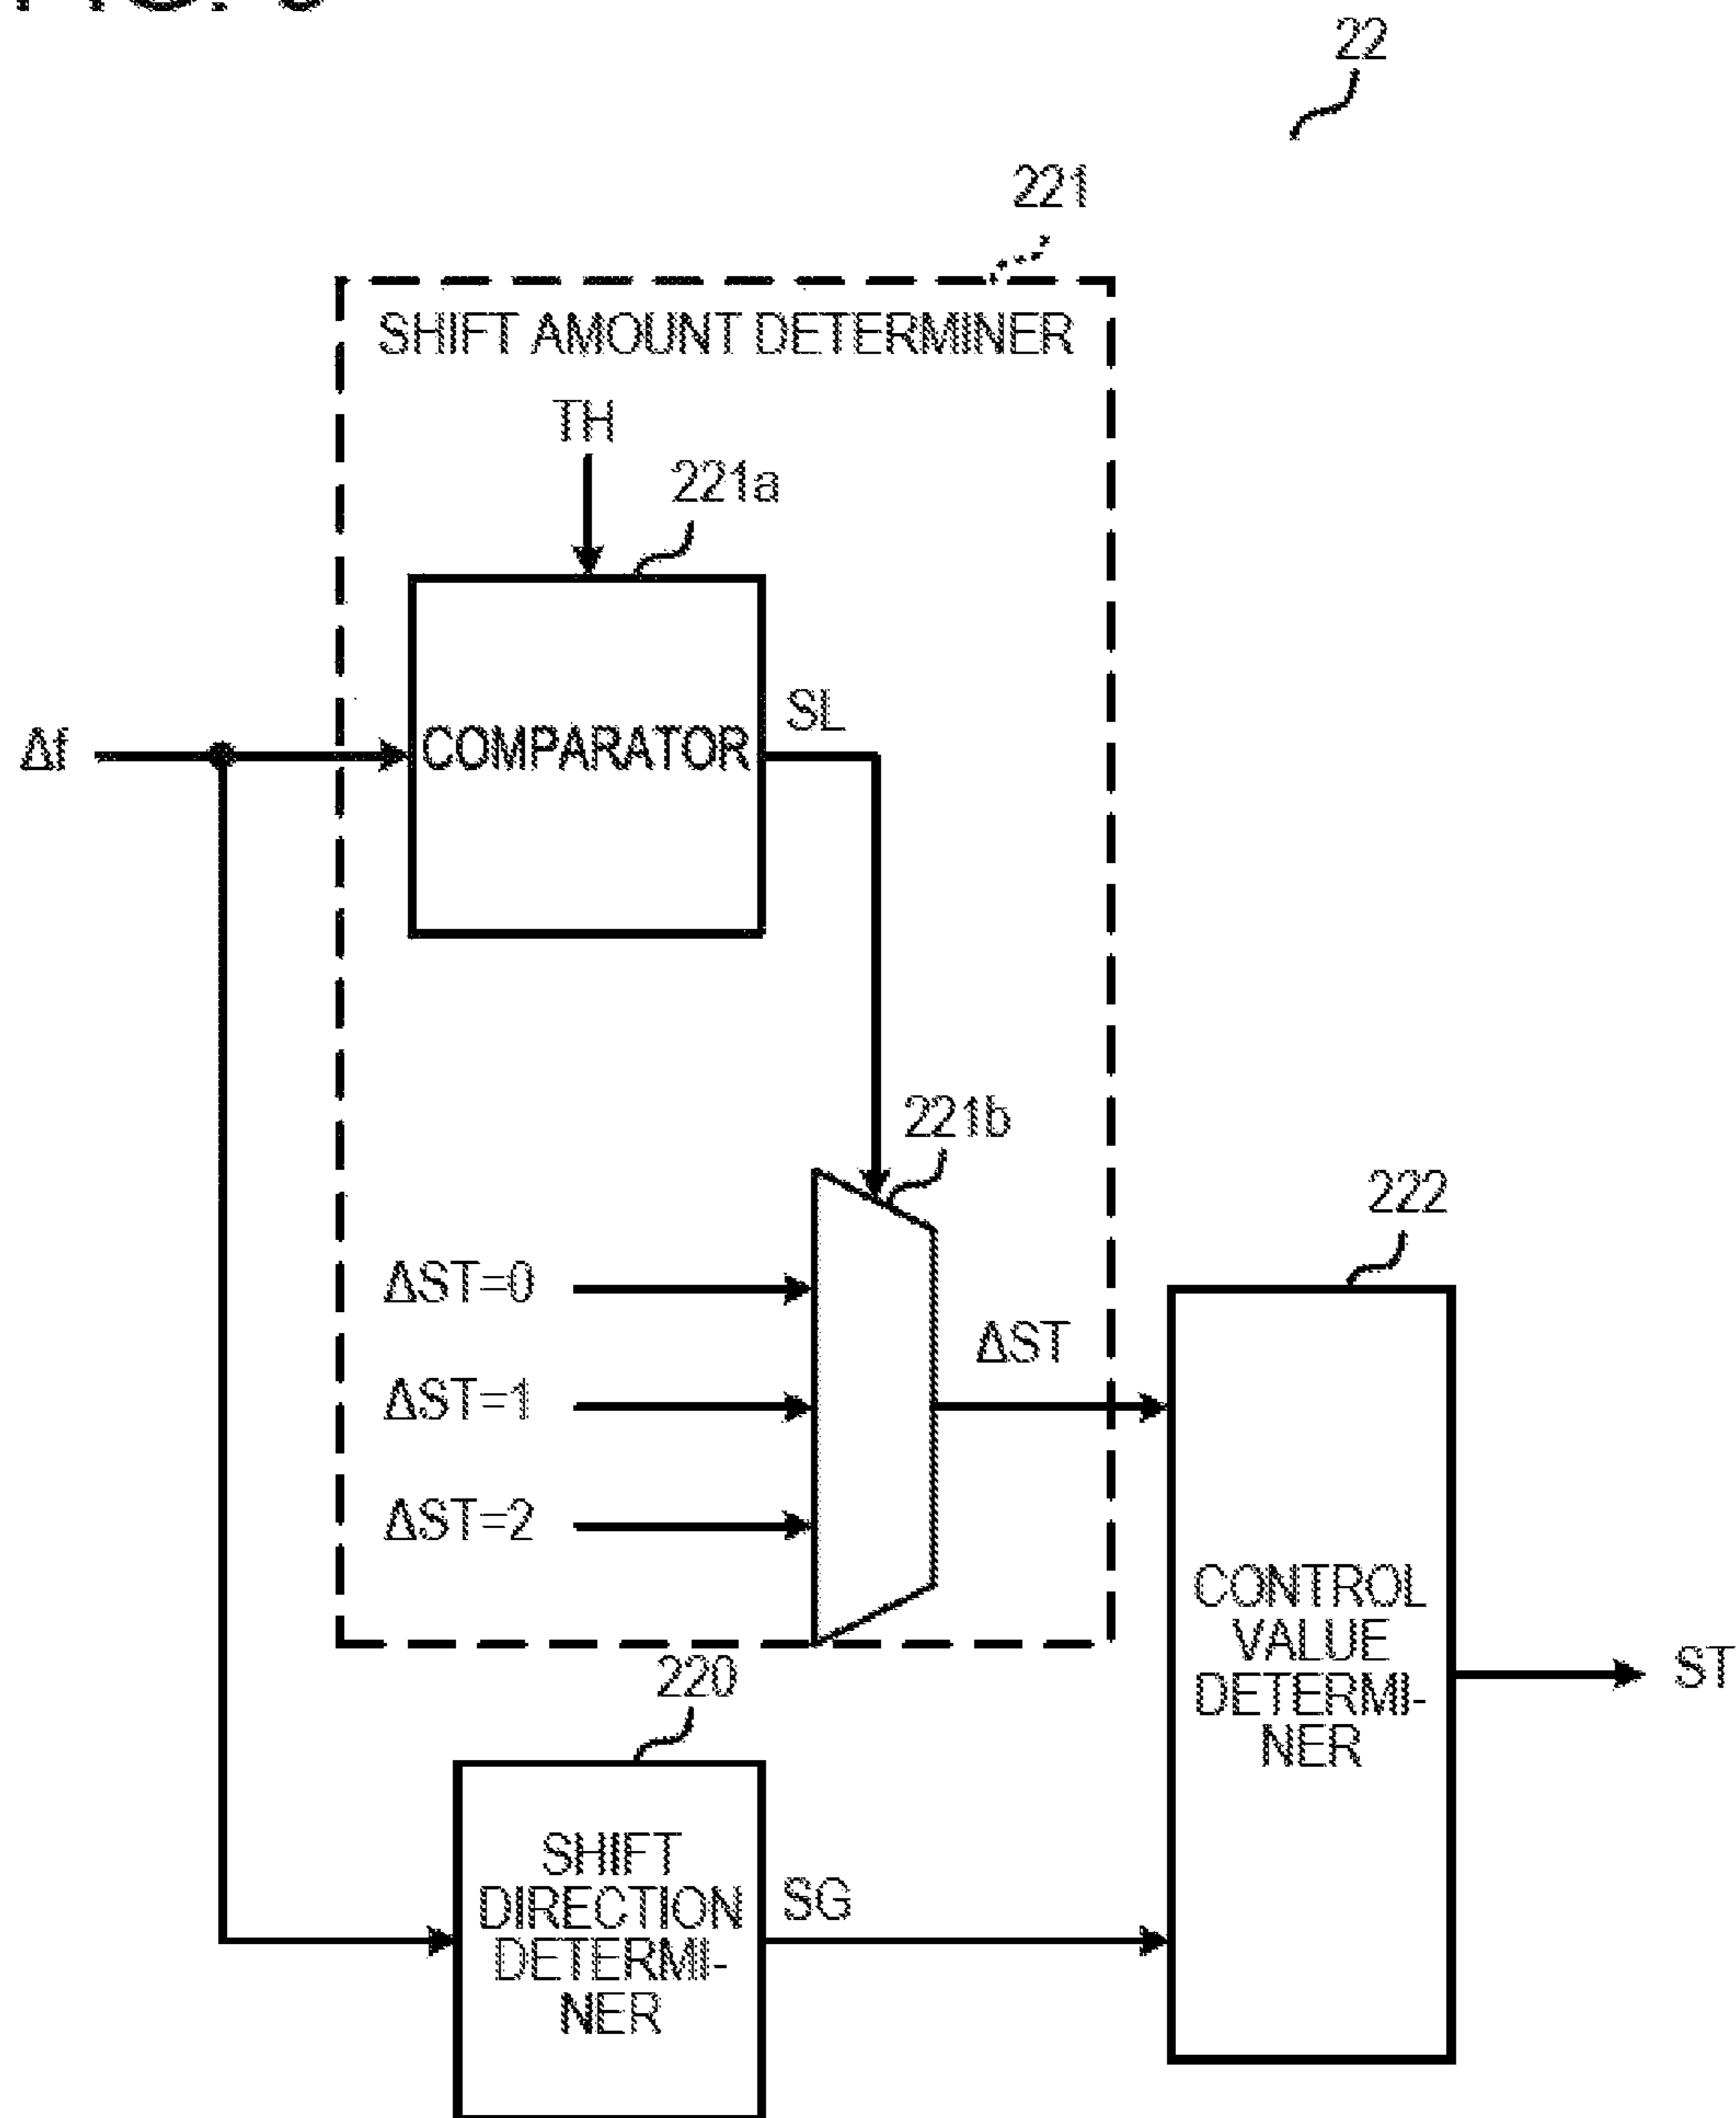 22
221
SHIFT AMOUNT DETERMINER
TH
221a
SL
Δf
COMPARATOR
221b
222
ΔST=0
ΔST
ΔST=1
ΔST=2
CONTROL
VALUE
DETERMI-
NER
ST
220
SHIFT
DIRECTION
DETERMI-
NER
SG